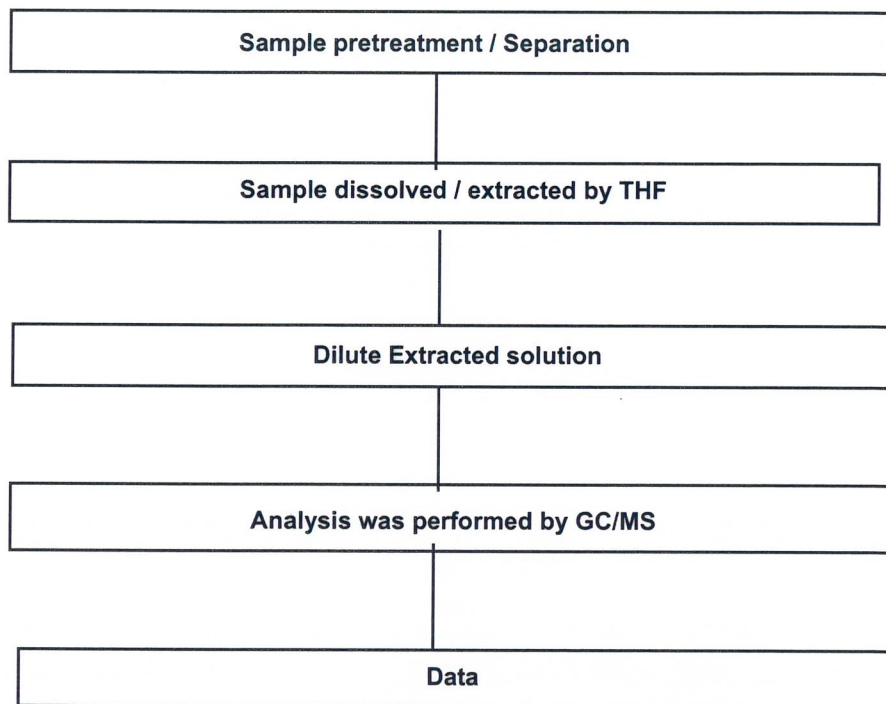 Sample pretreatment / Separation
Sample dissolved / extracted by THF
Dilute Extracted solution
Analysis was performed by GC/MS
Data